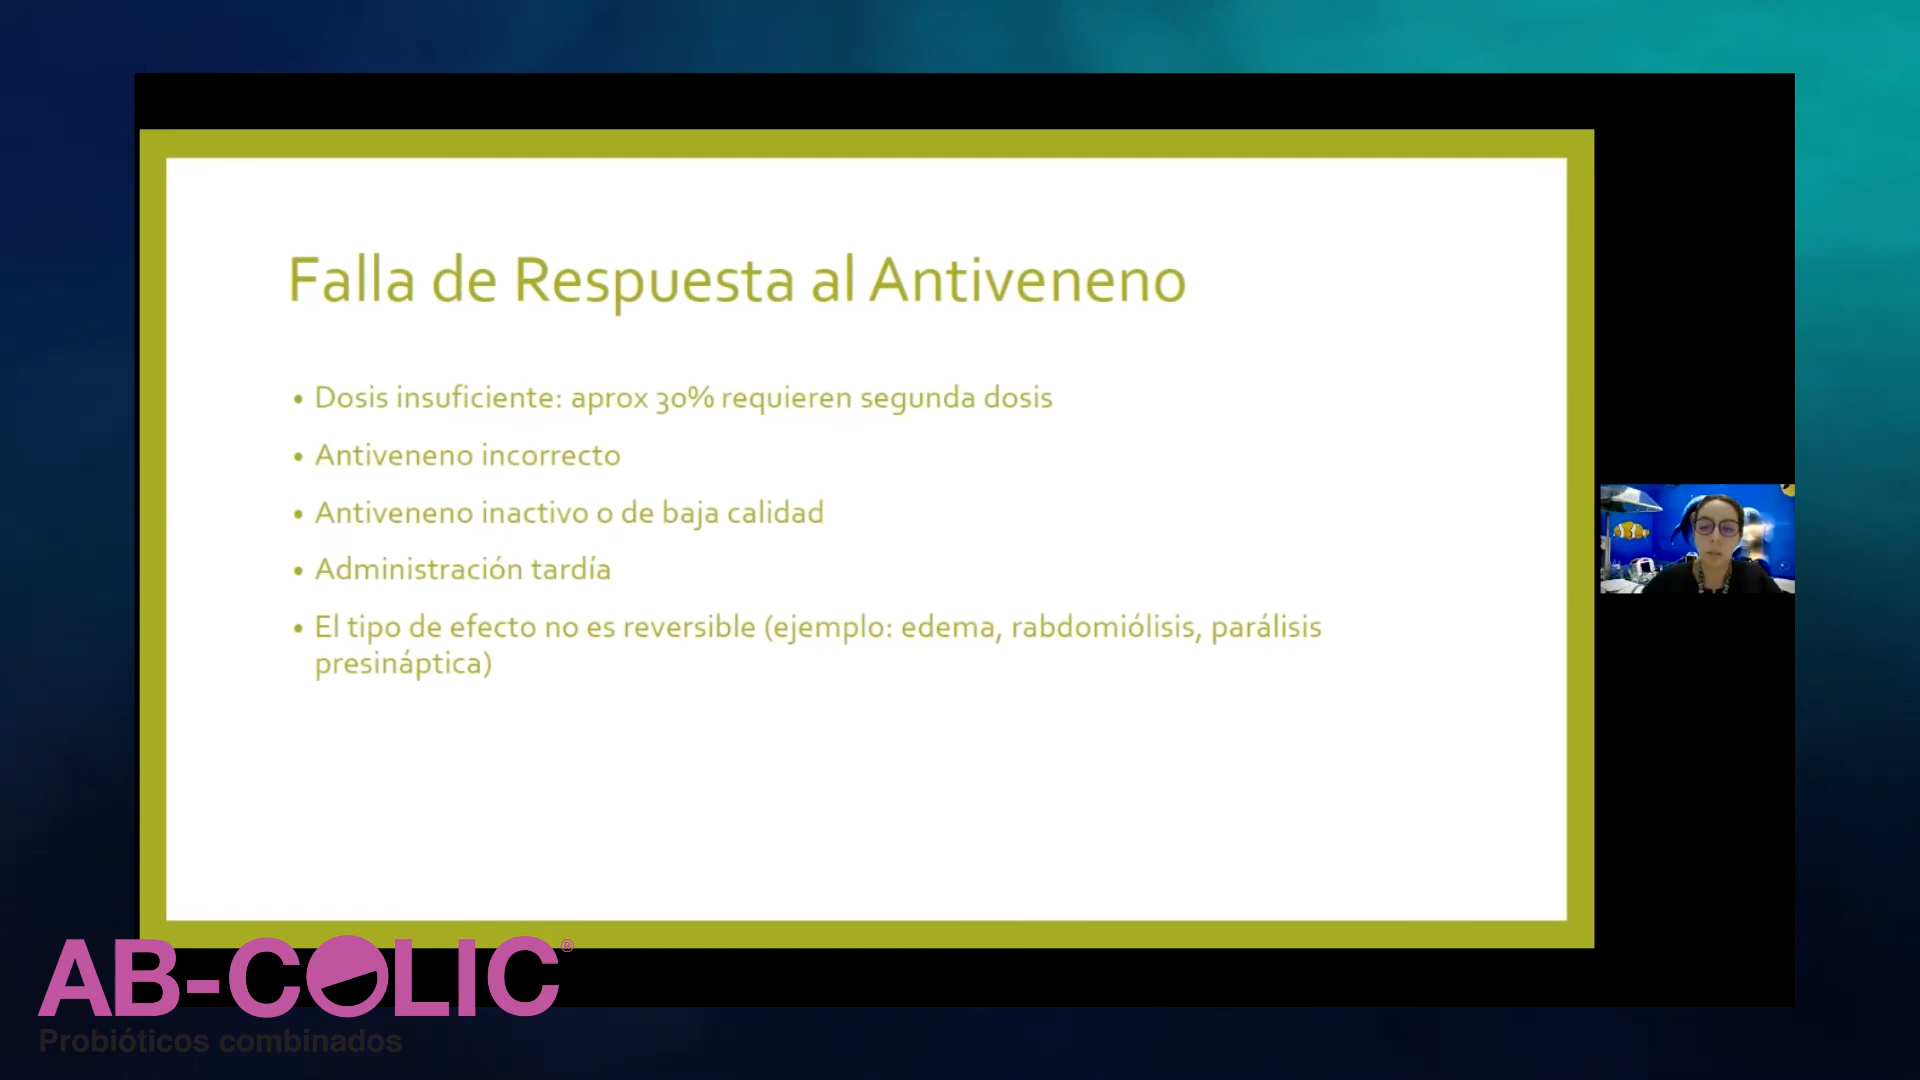 Falla de Respuesta al Antiveneno
• Dosis insuficiente: aprox 30% requieren segunda dosis
• Antiveneno incorrecto
• Antiveneno inactivo o de baja calidad
• Administración tardía
• El tipo de efecto no es reversible (ejemplo: edema, rabdomiólisis, parálisis
presináptica)
AB-COLIC®
Probióticos combinados